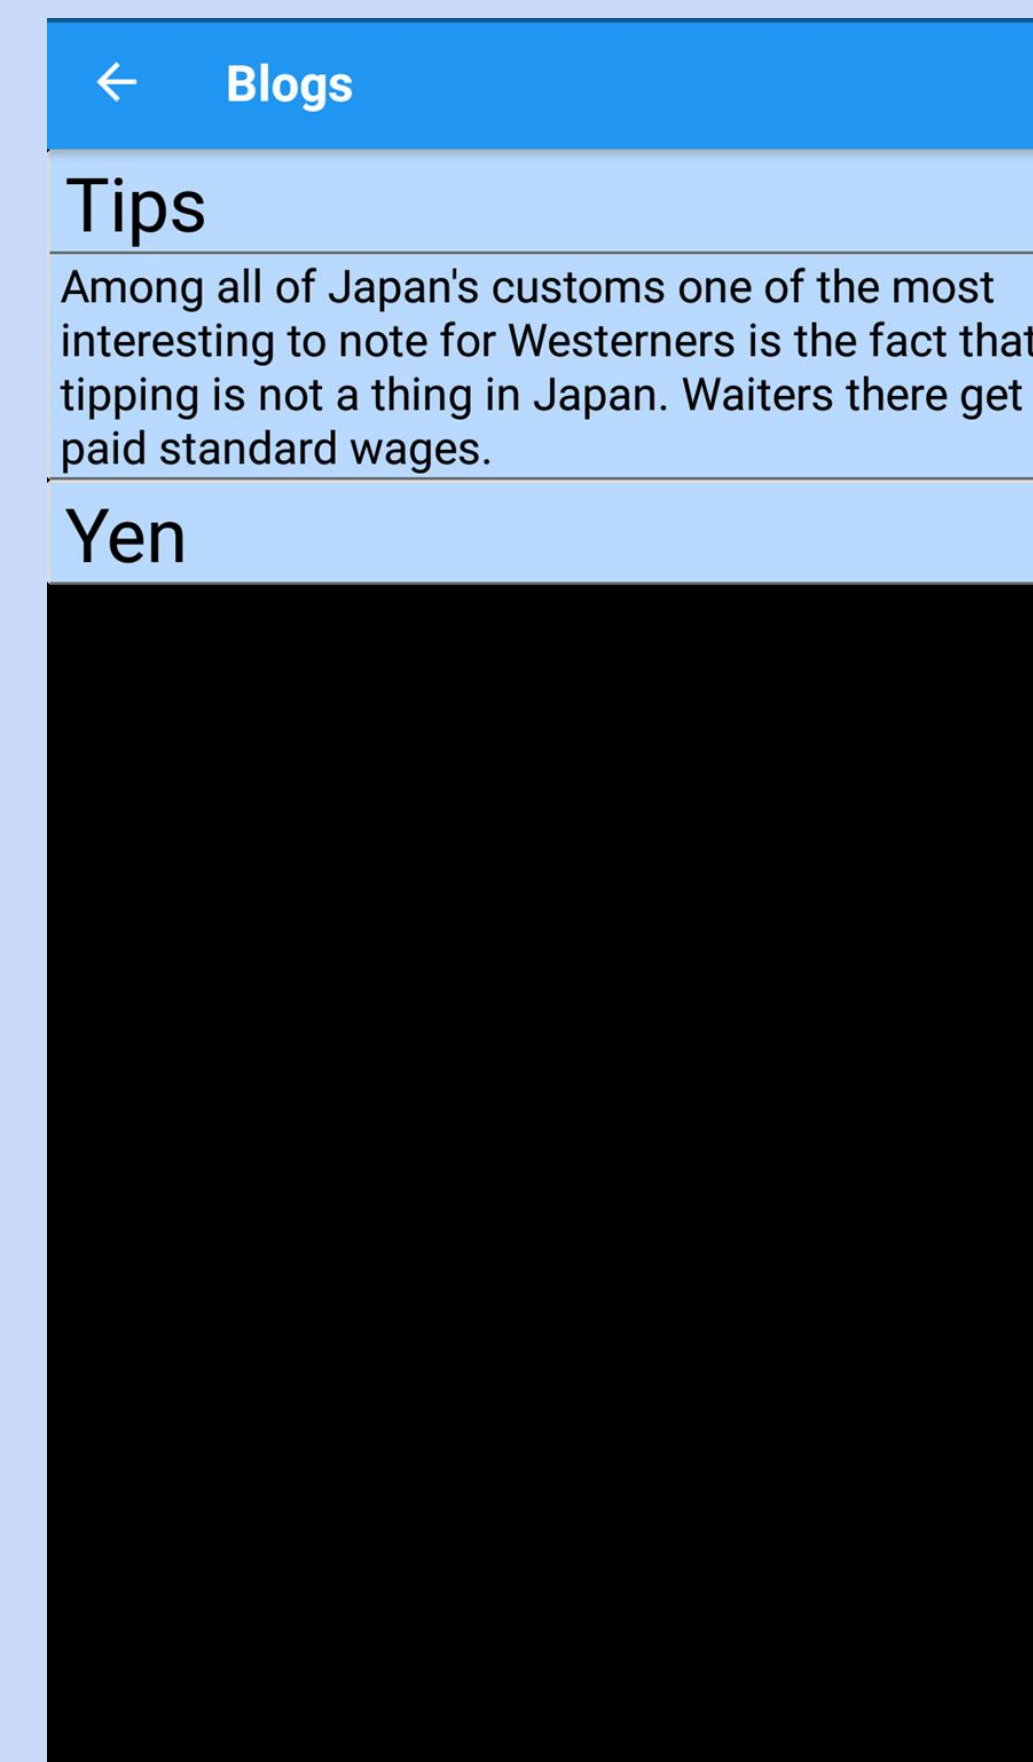 Blogs
Tips
Among all of Japan's customs one of the most
interesting to note for Westerners is the fact that
tipping is not a thing in Japan. Waiters there get
paid standard wages.
Yen